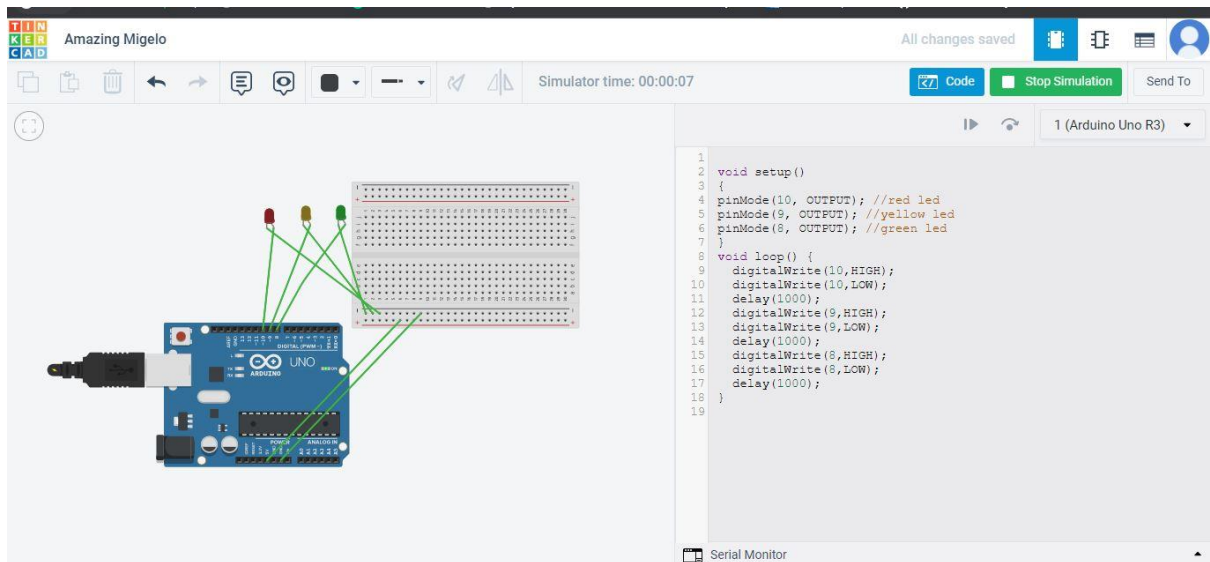 TIN
KER
CAD
Amazing Migelo
All changes saved
Simulator time: 00:00:07
Code
Stop Simulation
Send To
1 (Arduino Uno R3)
1
2 void setup()
3 {
4 pinMode(10, OUTPUT); //red led
5 pinMode(9, OUTPUT); //yellow led
6 pinMode(8, OUTPUT); //green led
7 }
8 void loop() {
9 digitalWrite(10,HIGH);
10 digitalWrite(10,LOW);
11 delay(1000);
12 digitalWrite(9,HIGH);
13 digitalWrite(9,LOW);
14 delay(1000);
15 digitalWrite(8,HIGH);
16 digitalWrite(8,LOW);
17 delay(1000);
18 }
19
DIGITAL (PWM~)
UNO
ARDUINO
POWER
ANALOG IN
Serial Monitor